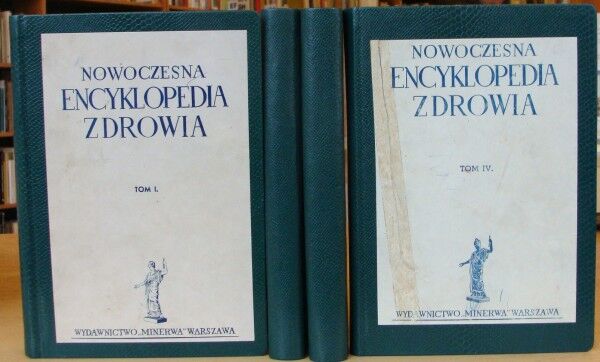 NOWOCZESNA
ENCYKLOPEDIA
ZDROWIA
TOM I.
WYDAWNICTWO „MINERWA" WARSZAWA
NOWOCZESNA
ENCYKLOPEDIA
ZDROWIA
TOM IV.
WYDAWNICTWO „MINERWA" WARSZAWA